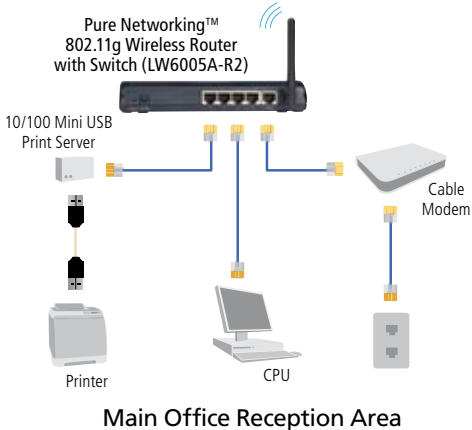 Pure Networking™
802.11g Wireless Router
with Switch (LW6005A-R2)
10/100 Mini USB
Print Server
Cable
Modem
Printer
CPU
Main Office Reception Area